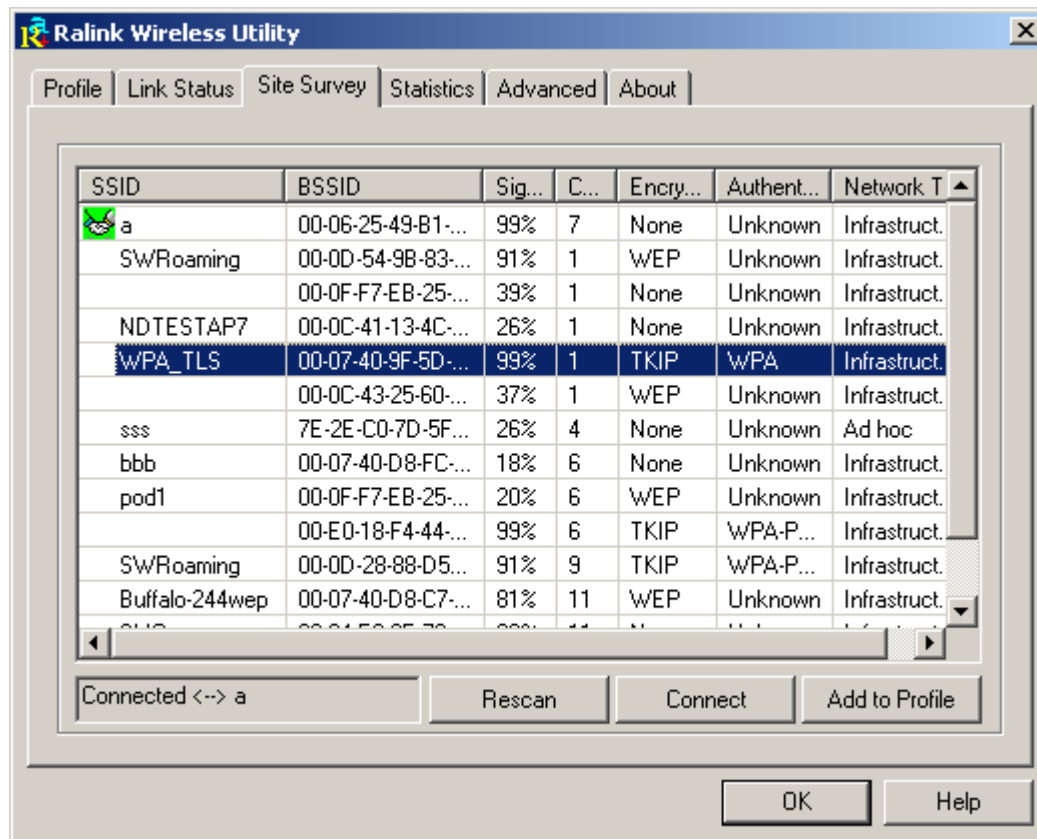 Ralink Wireless Utility
Profile Link Status Site Survey Statistics Advanced About
SSID BSSID Sig... C... Encry... Authent... Network T
a 00-06-25-49-B1-... 99% 7 None Unknown Infrastruct.
SWRoaming 00-0D-54-9B-83-... 91% 1 WEP Unknown Infrastruct.
00-0F-F7-EB-25-... 39% 1 None Unknown Infrastruct.
NDTESTAP7 00-0C-41-13-4C-... 26% 1 None Unknown Infrastruct.
WPA_TLS 00-07-40-9F-5D-... 99% 1 TKIP WPA Infrastruct.
00-0C-43-25-60-... 37% 1 WEP Unknown Infrastruct.
sss 7E-2E-C0-7D-5F... 26% 4 None Unknown Ad hoc
bbb 00-07-40-D8-FC-... 18% 6 None Unknown Infrastruct.
pod1 00-0F-F7-EB-25-... 20% 6 WEP Unknown Infrastruct.
00-E0-18-F4-44-... 99% 6 TKIP WPA-P... Infrastruct.
SWRoaming 00-0D-28-88-D5... 91% 9 TKIP WPA-P... Infrastruct.
Buffalo-244wep 00-07-40-D8-C7-... 81% 11 WEP Unknown Infrastruct.
Connected <--> a Rescan Connect Add to Profile
OK Help